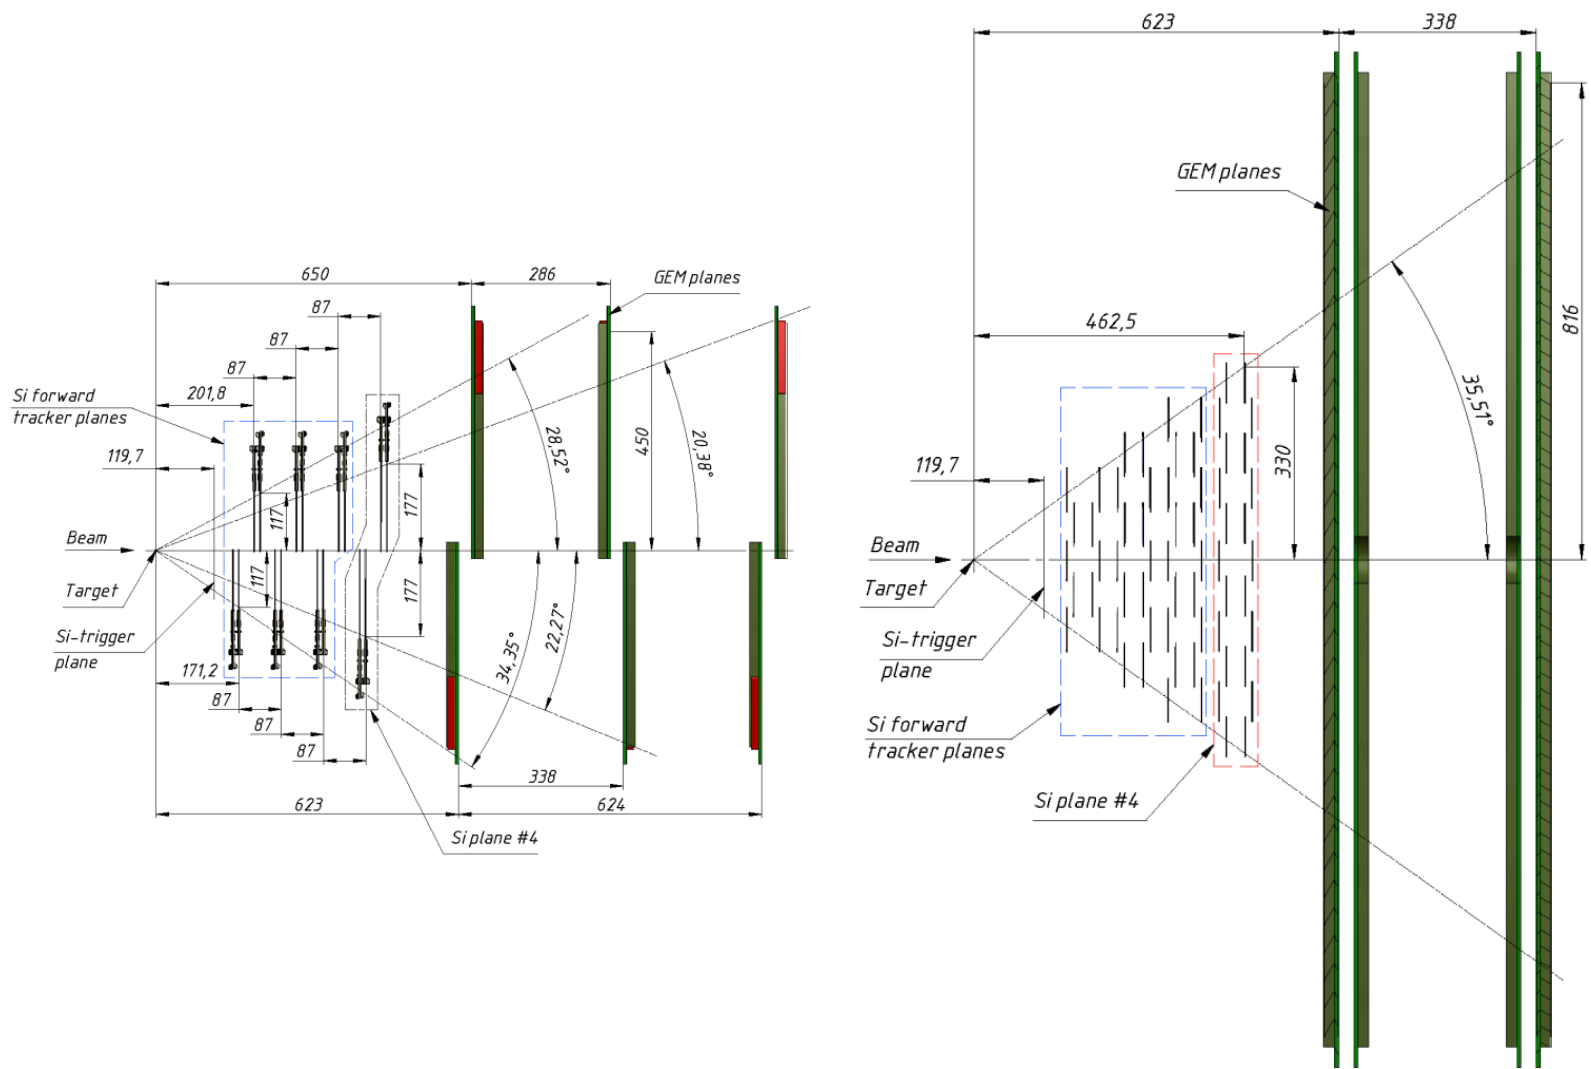 650
286
GEM planes
87
87
87
201,8
Si forward
tracker planes
119,7
28,52°
450
20,38°
117
177
Beam
Target
117
177
Si-trigger
plane
34,35°
22,27°
171,2
87
87
87
338
623
624
Si plane #4
623
338
GEM planes
816
462,5
35,51°
330
119,7
Beam
Target
Si-trigger
plane
Si forward
tracker planes
Si plane #4